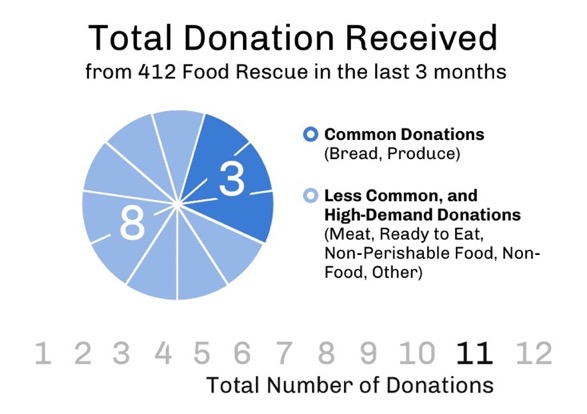 Total Donation Received
from 412 Food Rescue in the last 3 months
3
8
Common Donations
(Bread, Produce)
Less Common, and
High-Demand Donations
(Meat, Ready to Eat,
Non-Perishable Food, Non-
Food, Other)
1 2 3 4 5 6 7 8 9 10 11 12
Total Number of Donations